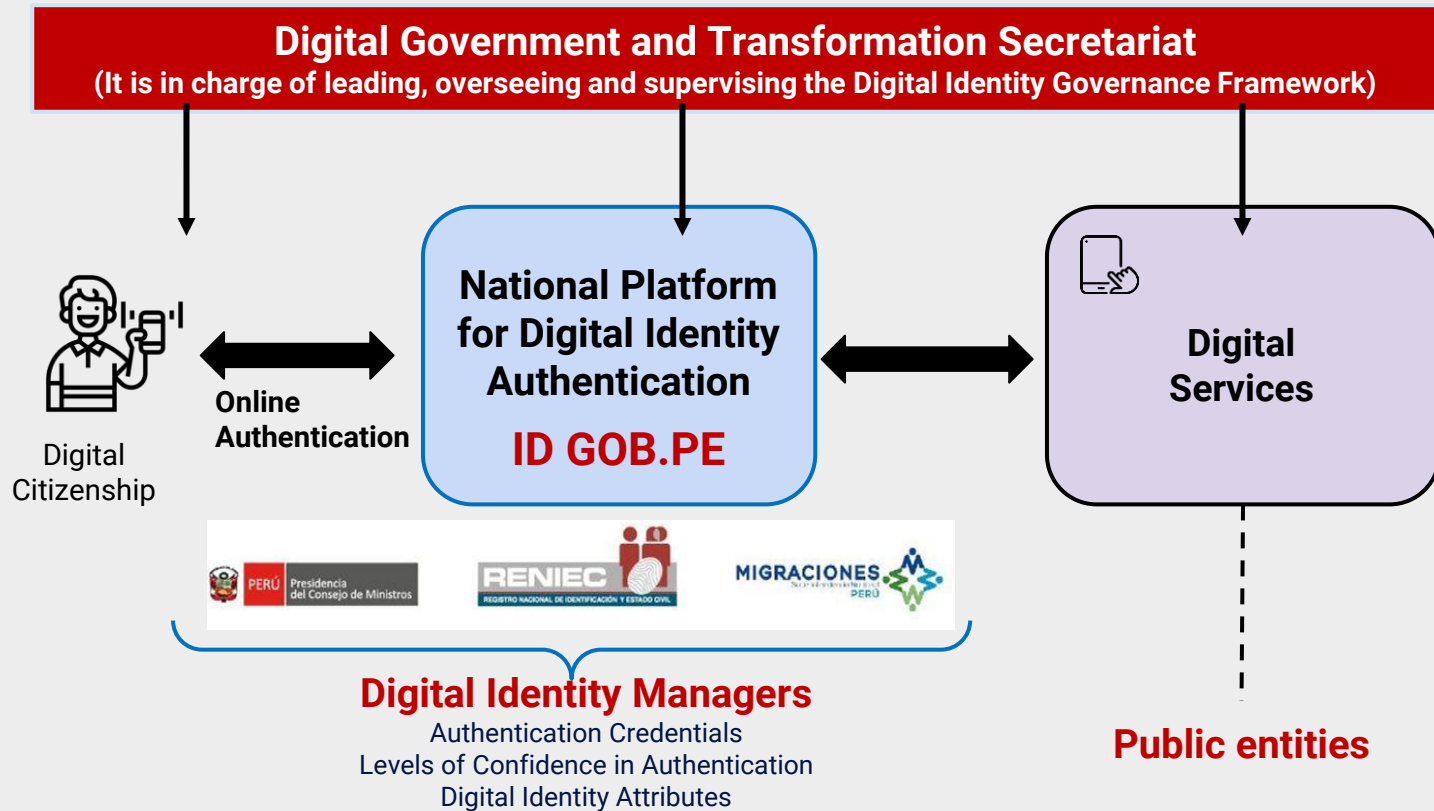 Digital Government and Transformation Secretariat
(It is in charge of leading, overseeing and supervising the Digital Identity Governance Framework)
National Platform
for Digital Identity
Authentication
ID GOB.PE
Digital
Services
Online
Authentication
Digital
Citizenship
PERÚ
Presidencia
del Consejo de Ministros
RENIEC
REGISTRO NACIONAL DE IDENTIFICACIÓN Y ESTADO CIVIL
MIGRACIONES
PERÚ
Digital Identity Managers
Authentication Credentials
Levels of Confidence in Authentication
Digital Identity Attributes
Public entities